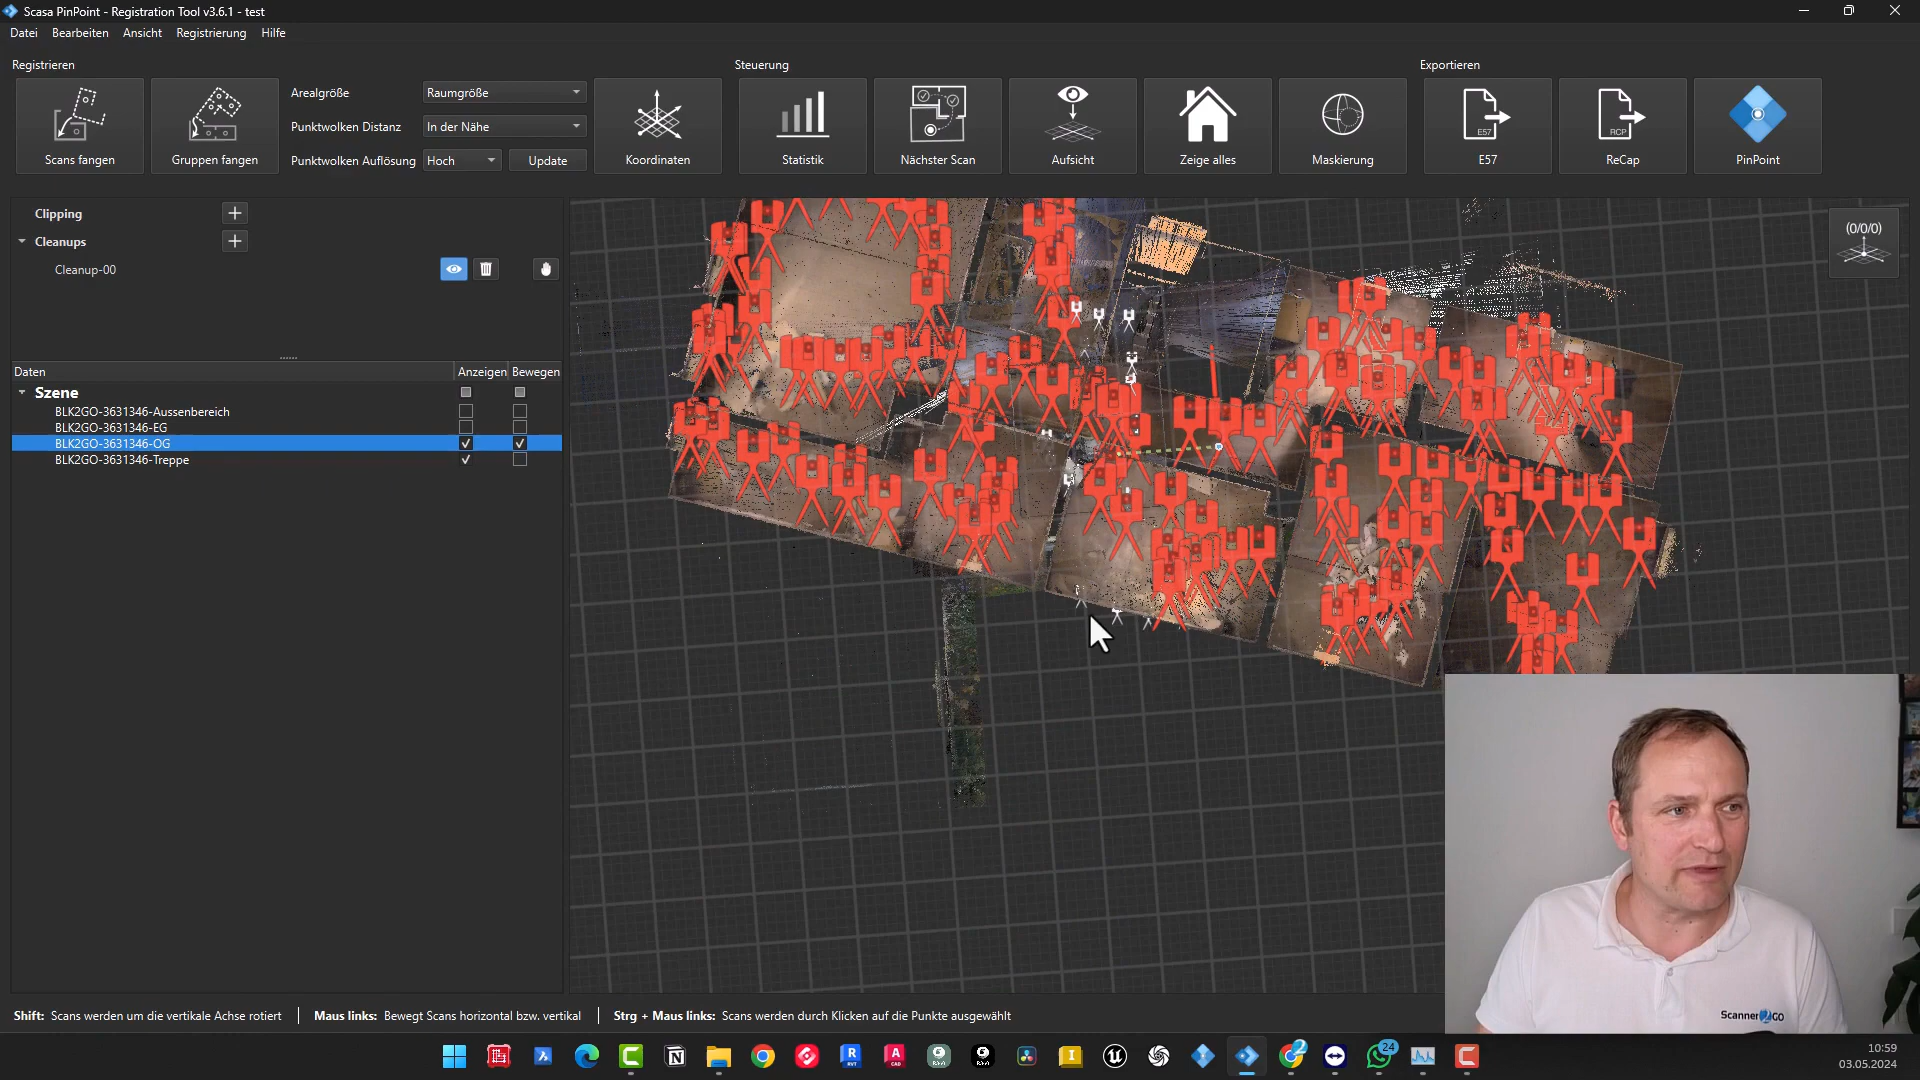 Scasa PinPoint - Registration Tool v3.6.1 - test
Datei Bearbeiten Ansicht Registrierung Hilfe
Registrieren
Steuerung
Exportieren
Scans fangen
Gruppen fangen
Arealgröße Raumgröße
Punktwolken Distanz In der Nähe
Punktwolken Auflösung Hoch Update
Koordinaten
Statistik
Nächster Scan
Aufsicht
Zeige alles
Maskierung
E57
E57
RCP
ReCap
PinPoint
Clipping
Cleanups
Cleanup-00
(0/0/0)
Daten Anzeigen Bewegen
Szene
BLK2GO-3631346-Aussenbereich
BLK2GO-3631346-EG
BLK2GO-3631346-OG
BLK2GO-3631346-Treppe
Scanner2GO
Shift: Scans werden um die vertikale Achse rotiert Maus links: Bewegt Scans horizontal bzw. vertikal Strg + Maus links: Scans werden durch Klicken auf die Punkte ausgewählt
24
10:59
03.05.2024